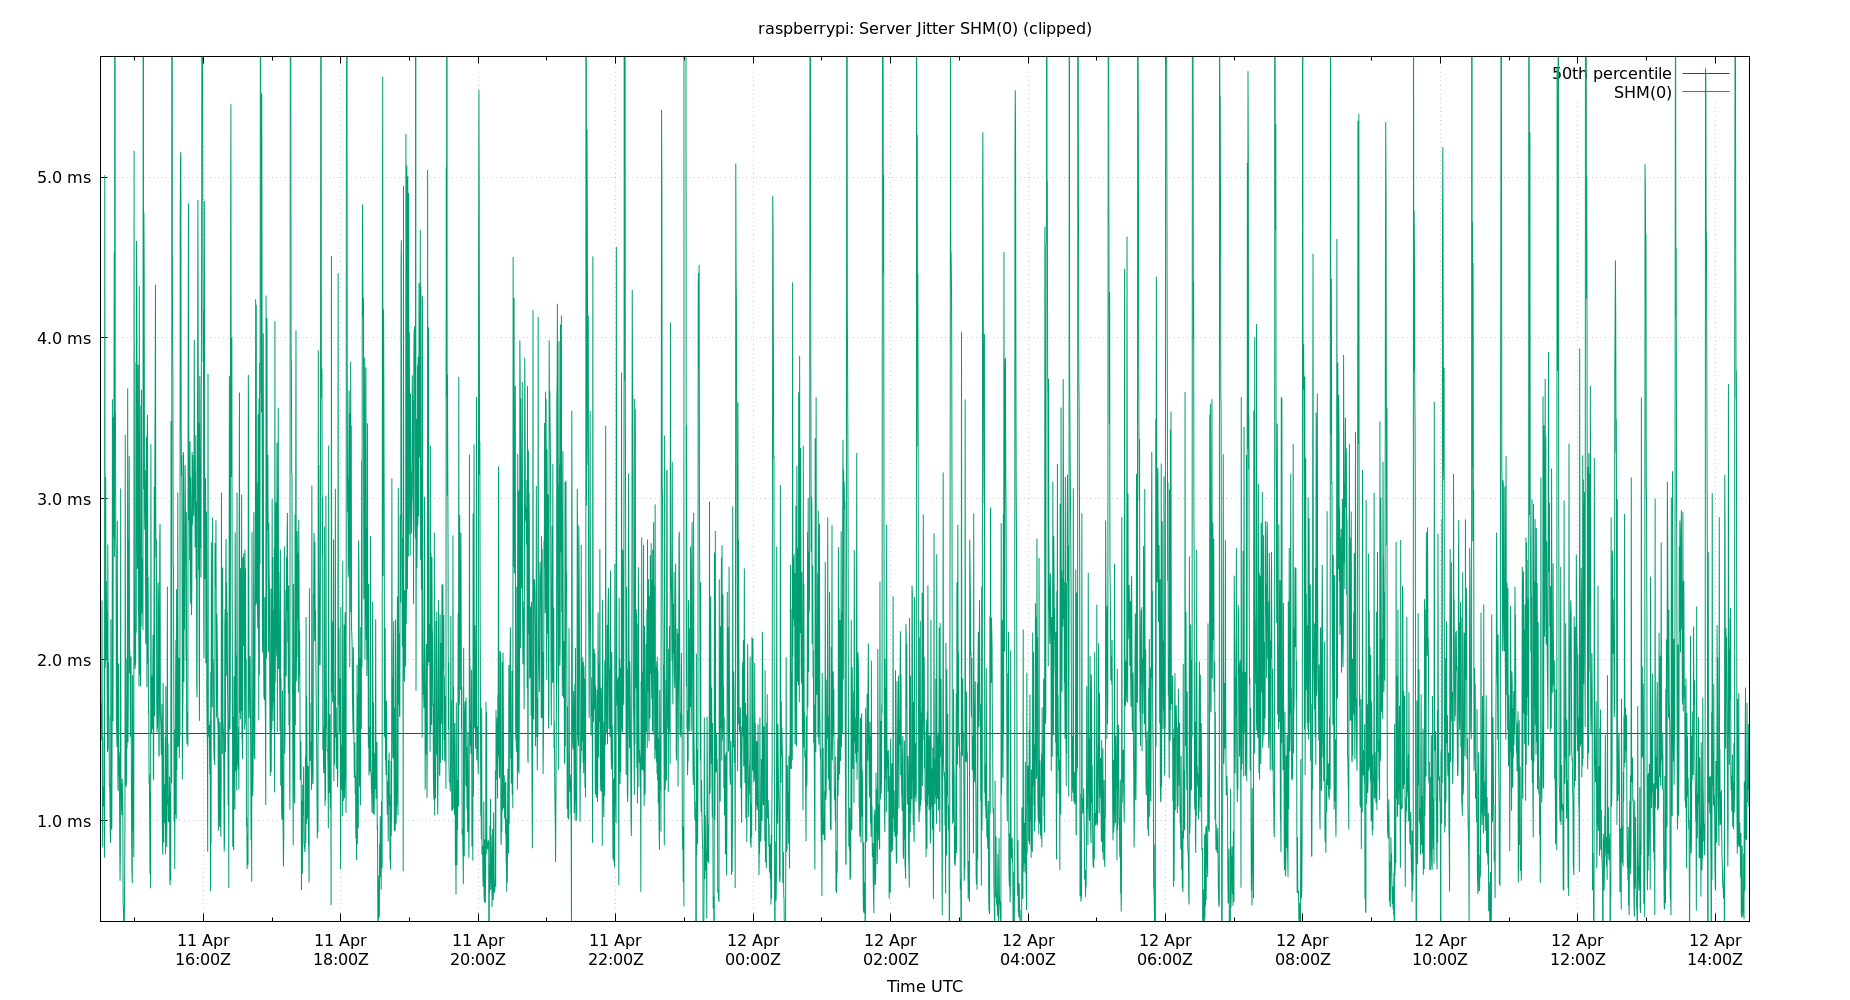 raspberrypi: Server Jitter SHM(0) (clipped)
50th percentile
SHM(0)
5.0 ms
4.0 ms
3.0 ms
2.0 ms
1.0 ms
11 Apr 11 Apr 11 Apr 11 Apr 12 Apr 12 Apr 12 Apr 12 Apr 12 Apr 12 Apr 12 Apr 12 Apr
16:00Z 18:00Z 20:00Z 22:00Z 00:00Z 02:00Z 04:00Z 06:00Z 08:00Z 10:00Z 12:00Z 14:00Z
Time UTC